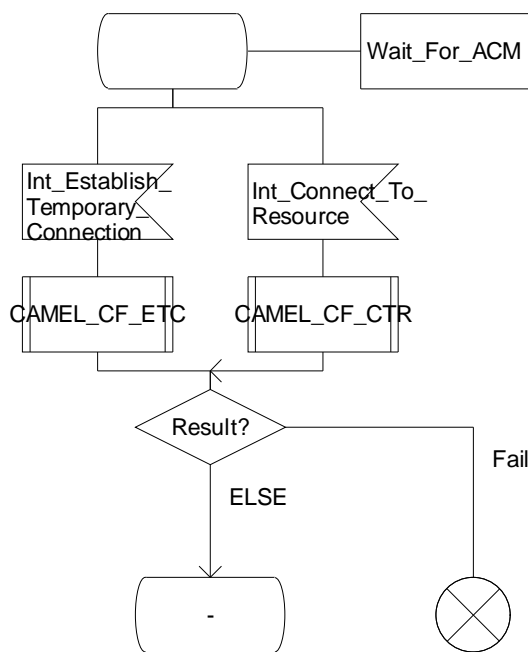 Wait_For_ACM
Int_Establish_
Temporary_
Connection
Int_Connect_To_
Resource
CAMEL_CF_ETC
CAMEL_CF_CTR
Result?
Fail
ELSE
-